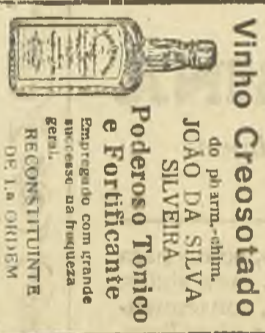 Vinho Creosotado
do pharm.-chim.
JOÃO DA SILVA
SILVEIRA
Poderoso Tonico
e Fortificante
Empregado com grande
successo na fraqueza
geral.
RECONSTITUINTE
DE 1.a ORDEM